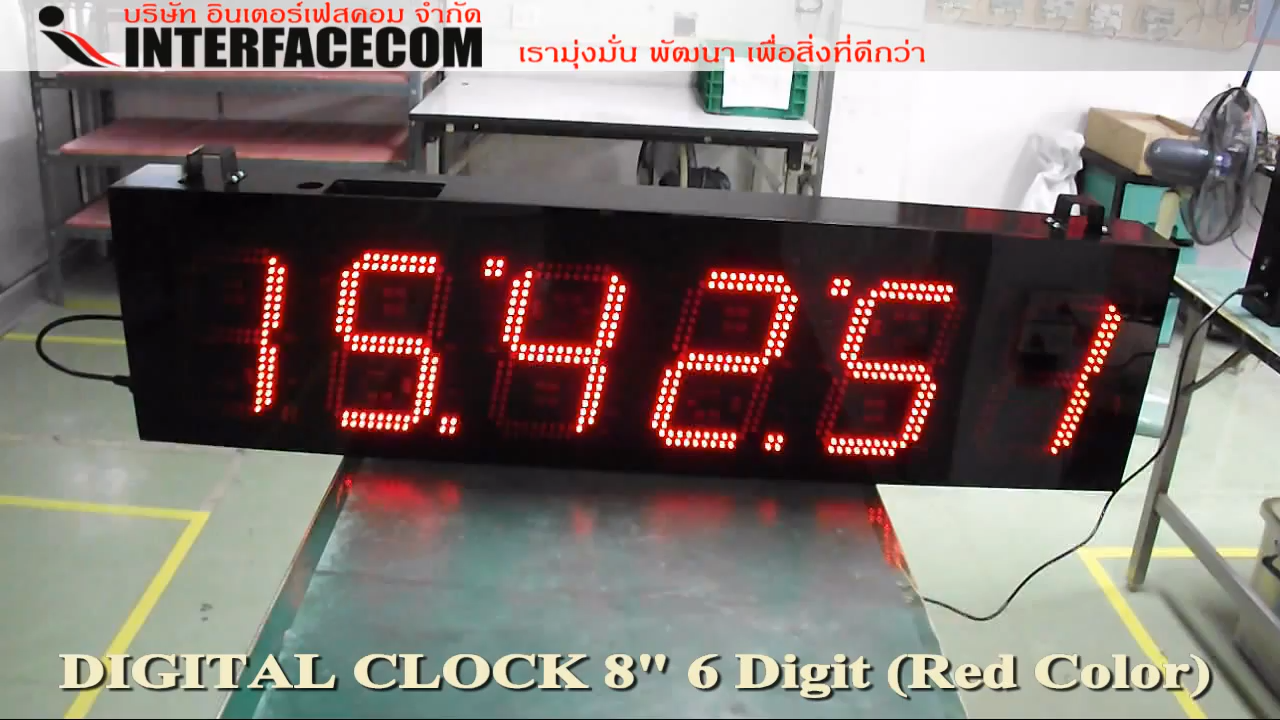 บริษัท อินเตอร์เฟสคอม จำกัด
INTERFACECOM
เรามุ่งมั่น พัฒนา เพื่อสิ่งที่ดีกว่า
15:42:51
DIGITAL CLOCK 8" 6 Digit (Red Color)